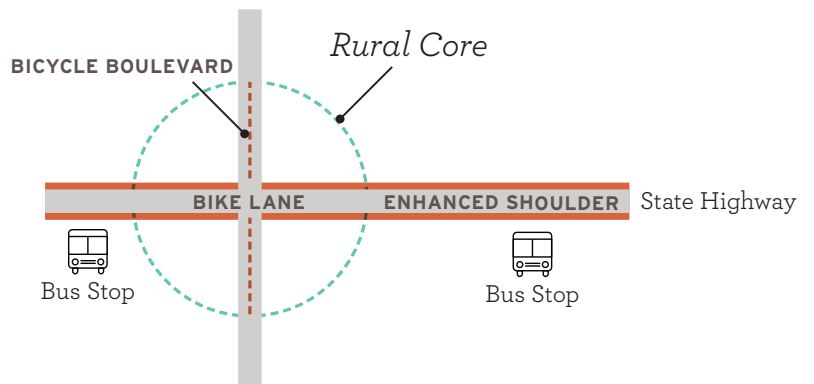 Rural Core
BICYCLE BOULEVARD
BIKE LANE
ENHANCED SHOULDER
State Highway
Bus Stop
Bus Stop